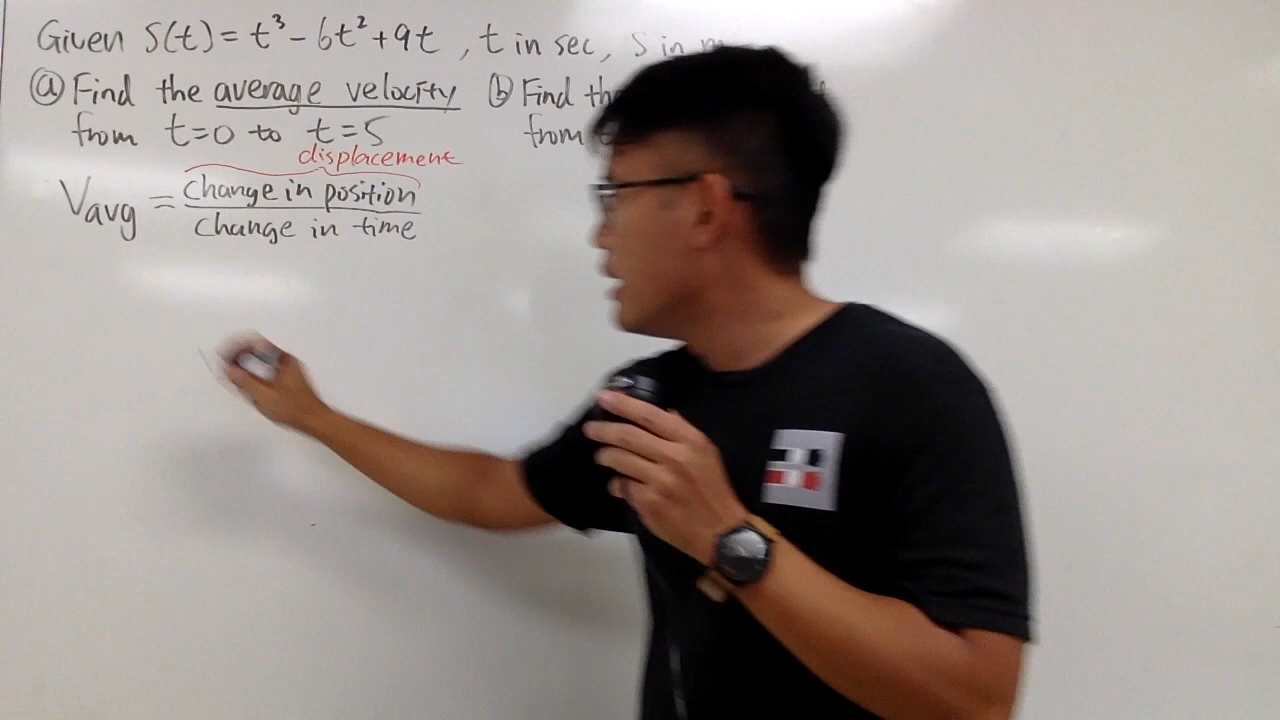 Given S(t) = t³ - 6t² + 9t , t in sec, S in m
ⓐ Find the average velocity
from t=0 to t=5
displacement
Vavg = change in position
change in time
ⓑ Find the
from